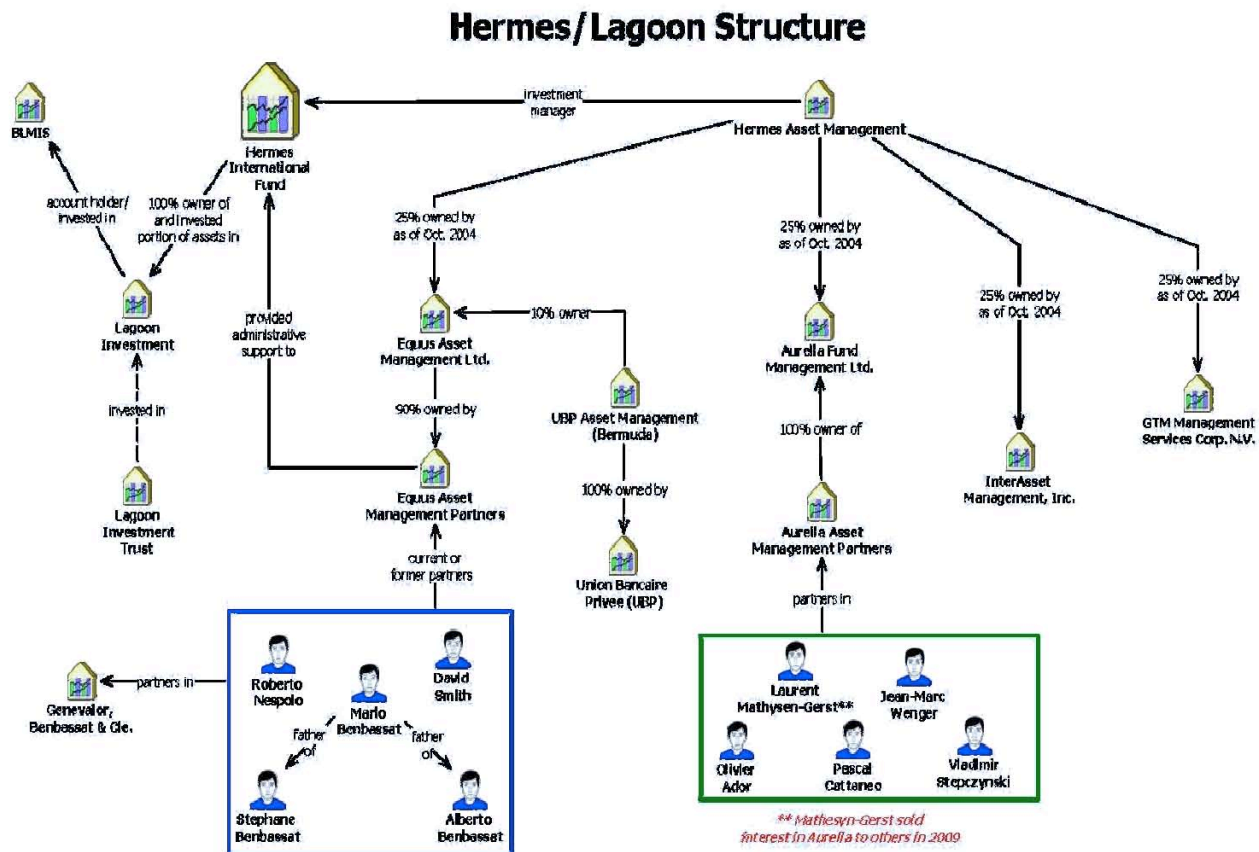 Hermes/Lagoon Structure
BLMIS
Hermes
International
Fund
investment
manager
Hermes Asset Management
account holder/
invested in
100% owner of
and invested
portion of assets in
25% owned by
as of Oct. 2004
25% owned by
as of Oct. 2004
25% owned by
as of Oct. 2004
25% owned by
as of Oct. 2004
Lagoon
Investment
provided
administrative
support to
Equus Asset
Management Ltd.
10% owner
Aurelia Fund
Management Ltd.
invested in
90% owned by
UBP Asset Management
(Bermuda)
100% owner of
GTM Management
Services Corp. N.V.
InterAsset
Management, Inc.
Lagoon
Investment
Trust
Equus Asset
Management Partners
100% owned by
Aurelia Asset
Management Partners
current or
former partners
Union Bancaire
Privee (UBP)
partners in
partners in
Genevalor,
Benbassat & Cie.
Roberto
Nespolo
David
Smith
Mario
Benbassat
Father
of
Father
of
Stephane
Benbassat
Alberto
Benbassat
Laurent
Mathysen-Gerst**
Jean-Marc
Wenger
Olivier
Ador
Pascal
Cattaneo
Vladimir
Stepczynski
** Mathesyn-Gerst sold
interest in Aurelia to others in 2009